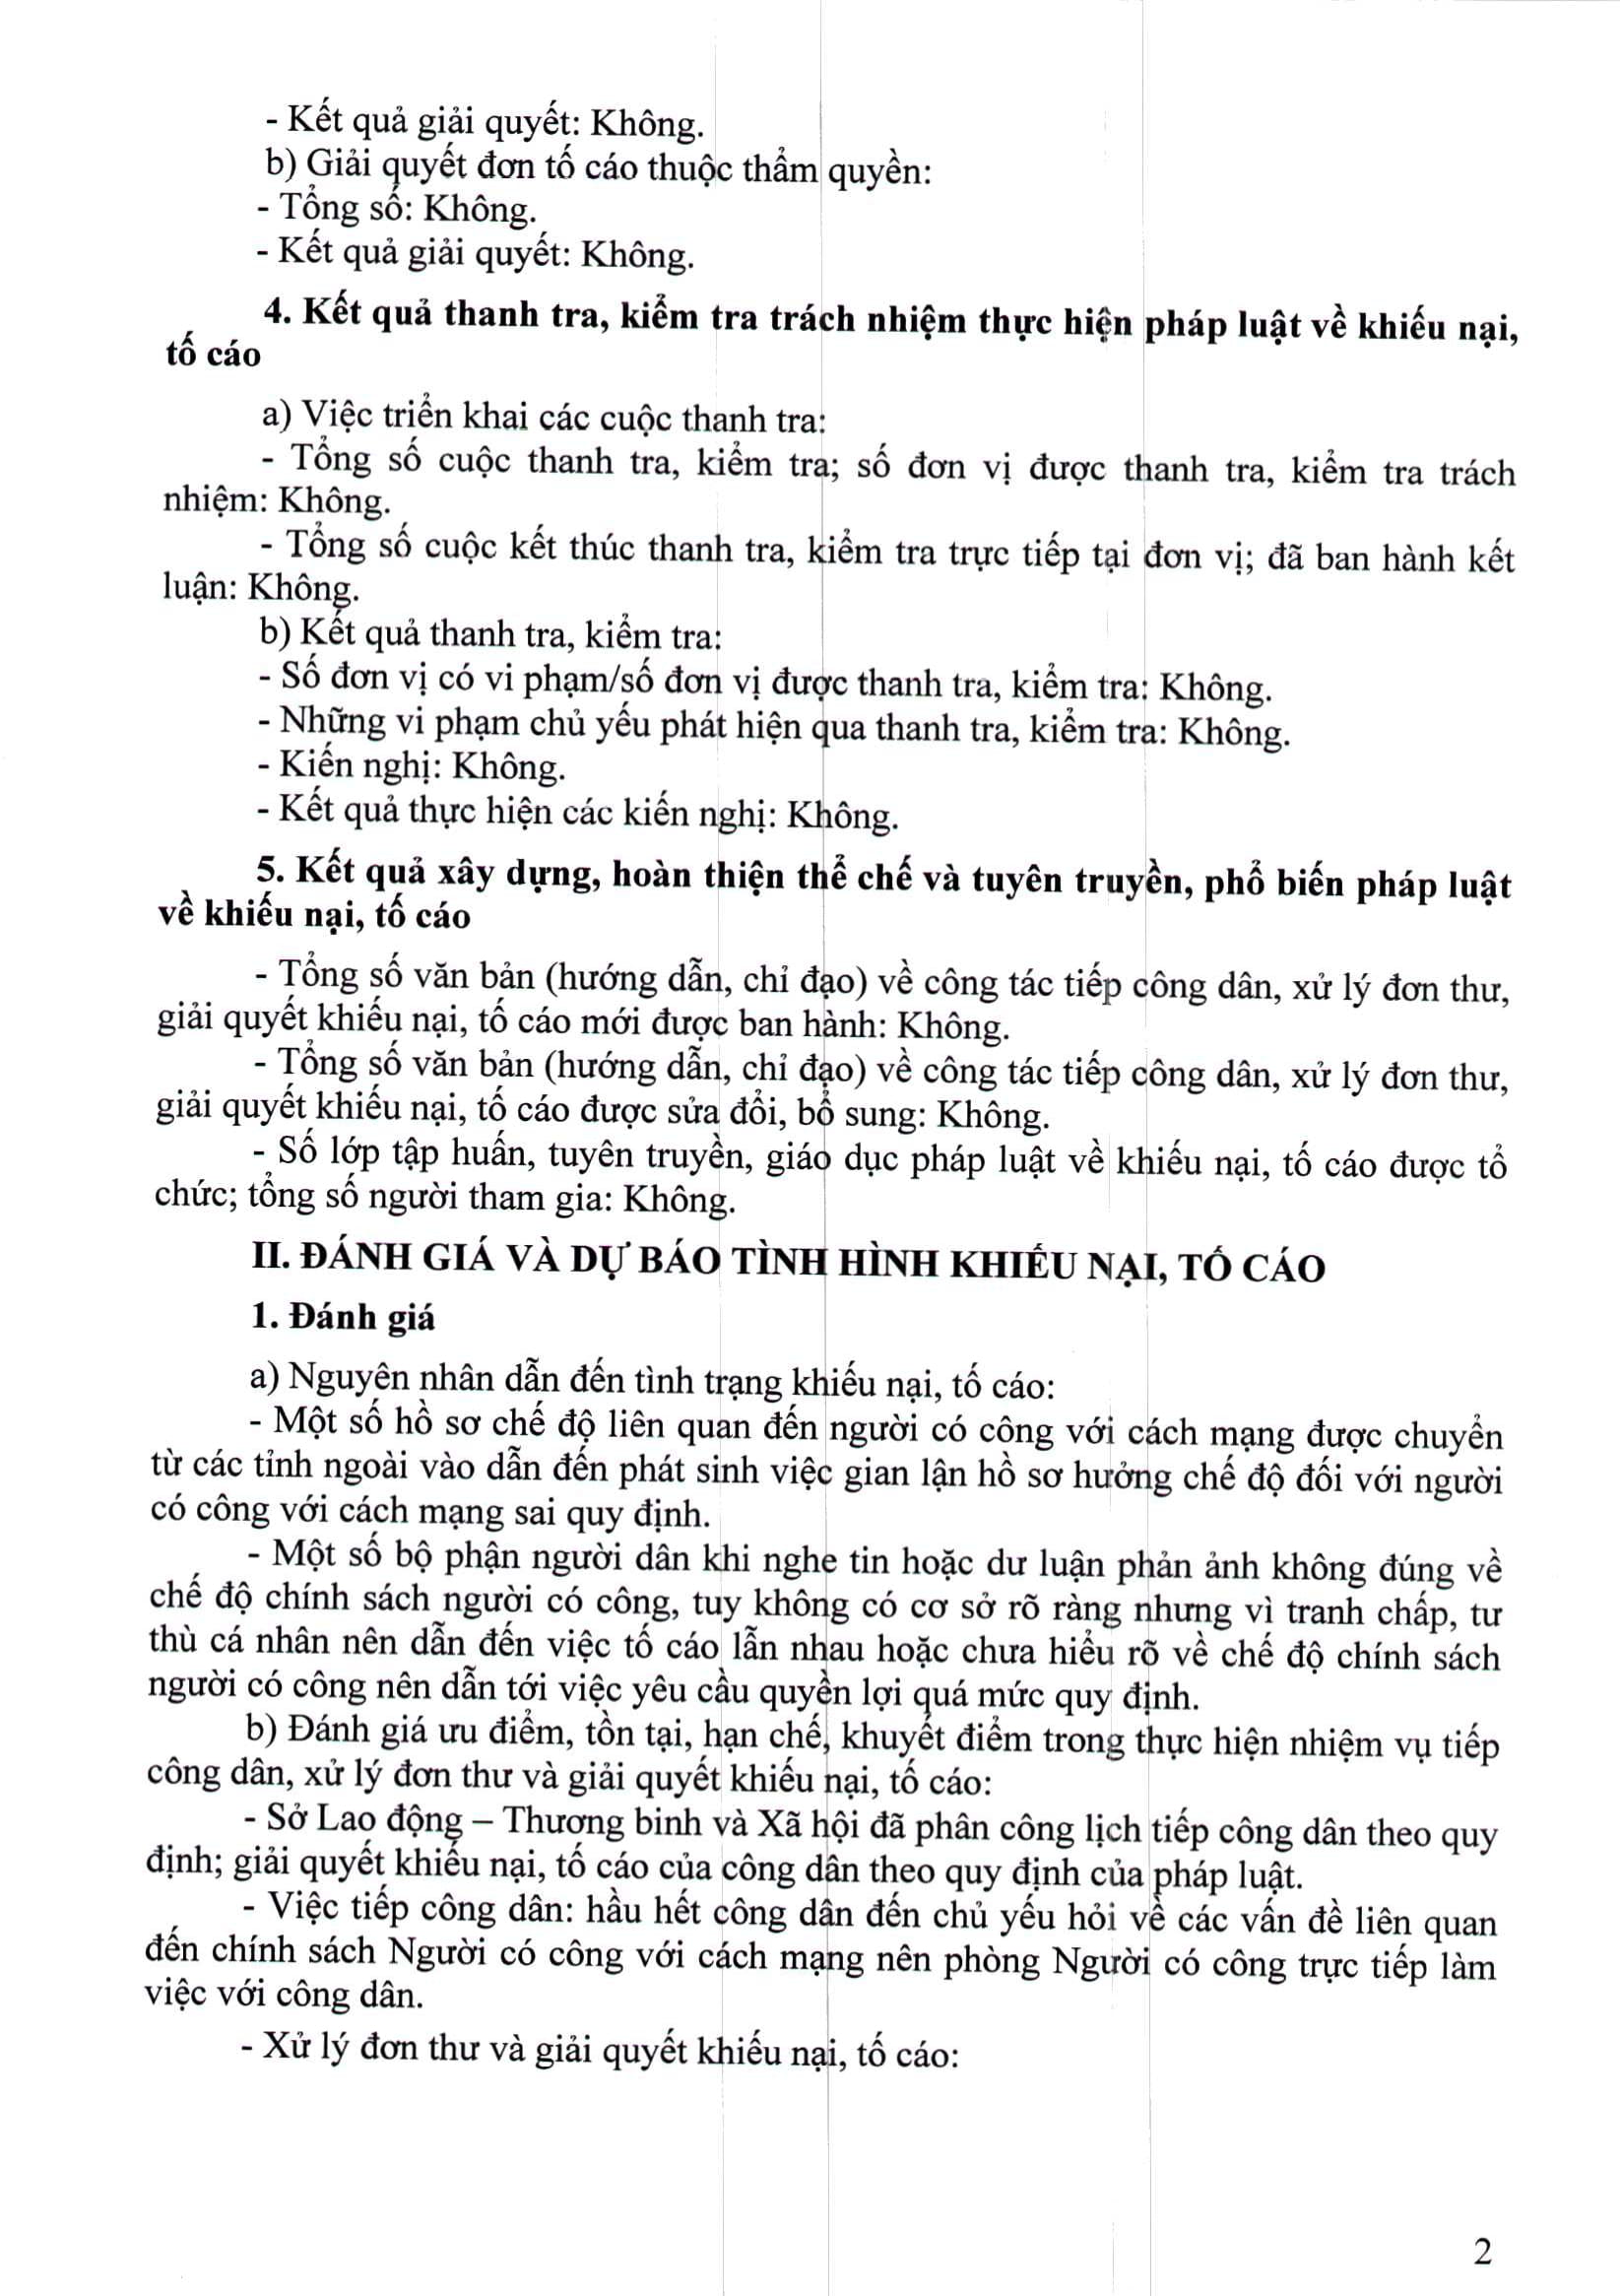 - Kết quả giải quyết: Không.
b) Giải quyết đơn tố cáo thuộc thẩm quyền:
- Tổng số: Không.
- Kết quả giải quyết: Không.
4. Kết quả thanh tra, kiểm tra trách nhiệm thực hiện pháp luật về khiếu nại,
tố cáo
a) Việc triển khai các cuộc thanh tra:
- Tổng số cuộc thanh tra, kiểm tra; số đơn vị được thanh tra, kiểm tra trách
nhiệm: Không.
- Tổng số cuộc kết thúc thanh tra, kiểm tra trực tiếp tại đơn vị; đã ban hành kết
luận: Không.
b) Kết quả thanh tra, kiểm tra:
- Số đơn vị có vi phạm/số đơn vị được thanh tra, kiểm tra: Không.
- Những vi phạm chủ yếu phát hiện qua thanh tra, kiểm tra: Không.
- Kiến nghị: Không.
- Kết quả thực hiện các kiến nghị: Không.
5. Kết quả xây dựng, hoàn thiện thể chế và tuyên truyền, phổ biến pháp luật
về khiếu nại, tố cáo
- Tổng số văn bản (hướng dẫn, chỉ đạo) về công tác tiếp công dân, xử lý đơn thư,
giải quyết khiếu nại, tố cáo mới được ban hành: Không.
- Tổng số văn bản (hướng dẫn, chỉ đạo) về công tác tiếp công dân, xử lý đơn thư,
giải quyết khiếu nại, tố cáo được sửa đổi, bổ sung: Không.
- Số lớp tập huấn, tuyên truyền, giáo dục pháp luật về khiếu nại, tố cáo được tổ
chức; tổng số người tham gia: Không.
II. ĐÁNH GIÁ VÀ DỰ BÁO TÌNH HÌNH KHIẾU NẠI, TỐ CÁO
1. Đánh giá
a) Nguyên nhân dẫn đến tình trạng khiếu nại, tố cáo:
- Một số hồ sơ chế độ liên quan đến người có công với cách mạng được chuyển
từ các tỉnh ngoài vào dẫn đến phát sinh việc gian lận hồ sơ hưởng chế độ đối với người
có công với cách mạng sai quy định.
- Một số bộ phận người dân khi nghe tin hoặc dư luận phản ảnh không đúng về
chế độ chính sách người có công, tuy không có cơ sở rõ ràng nhưng vì tranh chấp, tư
thù cá nhân nên dẫn đến việc tố cáo lẫn nhau hoặc chưa hiểu rõ về chế độ chính sách
người có công nên dẫn tới việc yêu cầu quyền lợi quá mức quy định.
b) Đánh giá ưu điểm, tồn tại, hạn chế, khuyết điểm trong thực hiện nhiệm vụ tiếp
công dân, xử lý đơn thư và giải quyết khiếu nại, tố cáo:
- Sở Lao động – Thương binh và Xã hội đã phân công lịch tiếp công dân theo quy
định; giải quyết khiếu nại, tố cáo của công dân theo quy định của pháp luật.
- Việc tiếp công dân: hầu hết công dân đến chủ yếu hỏi về các vấn đề liên quan
đến chính sách Người có công với cách mạng nên phòng Người có công trực tiếp làm
việc với công dân.
- Xử lý đơn thư và giải quyết khiếu nại, tố cáo:
2